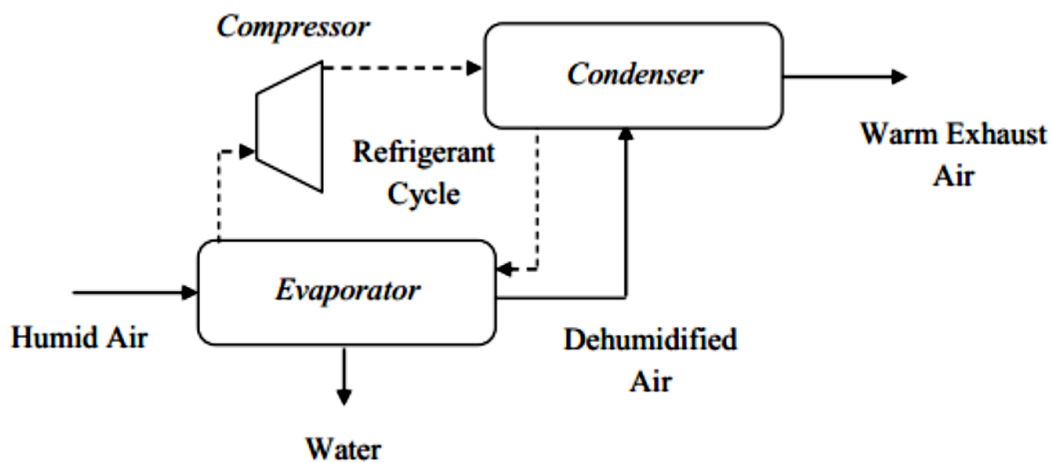 Compressor
Condenser
Warm Exhaust
Air
Refrigerant
Cycle
Evaporator
Humid Air
Dehumidified
Air
Water